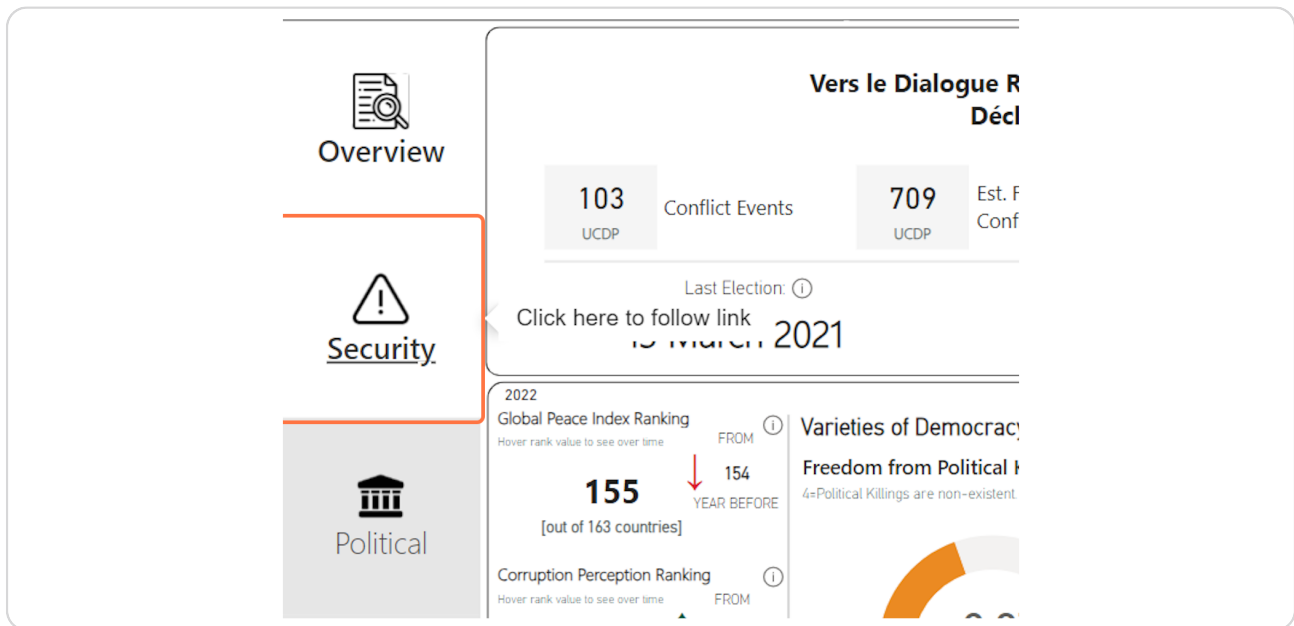 Overview
Security
Political
Vers le Dialogue
103
UCDP
Conflict Events
709
UCDP
Est.
Last Election:
Click here to follow link
2021
2022
Global Peace Index Ranking
Hover rank value to see over time
FROM
154
YEAR BEFORE
155
[out of 163 countries]
Corruption Perception Ranking
Hover rank value to see over time
FROM
Varieties of Democracy
Freedom from Political
4=Political Killings are non-existent.